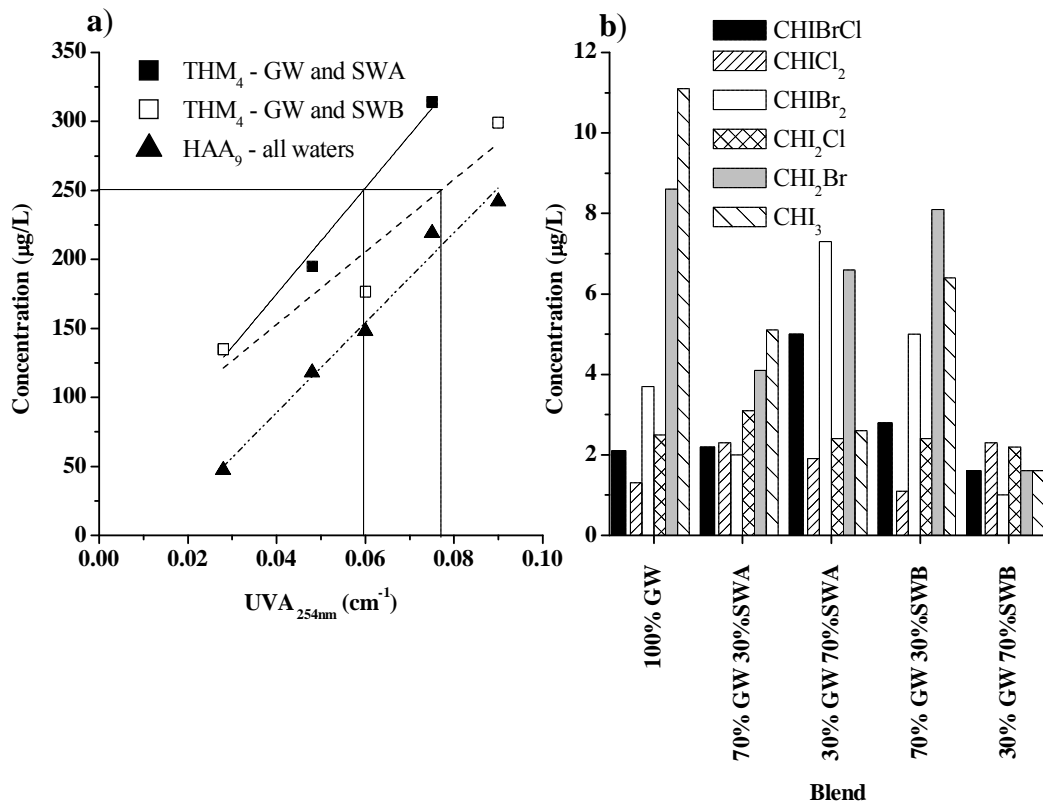 a)
350
300
250
200
150
100
50
0
Concentration (µg/L)
THM4 - GW and SWA
THM4 - GW and SWB
HAA9 - all waters
0.00 0.02 0.04 0.06 0.08 0.10
UVA254nm (cm-1)
b)
12
10
8
6
4
2
0
Concentration (µg/L)
CHIBrCl
CHICl2
CHIBr2
CHI2Cl
CHI2Br
CHI3
100% GW
70% GW 30%SWA
30% GW 70%SWA
70% GW 30%SWB
30% GW 70%SWB
Blend